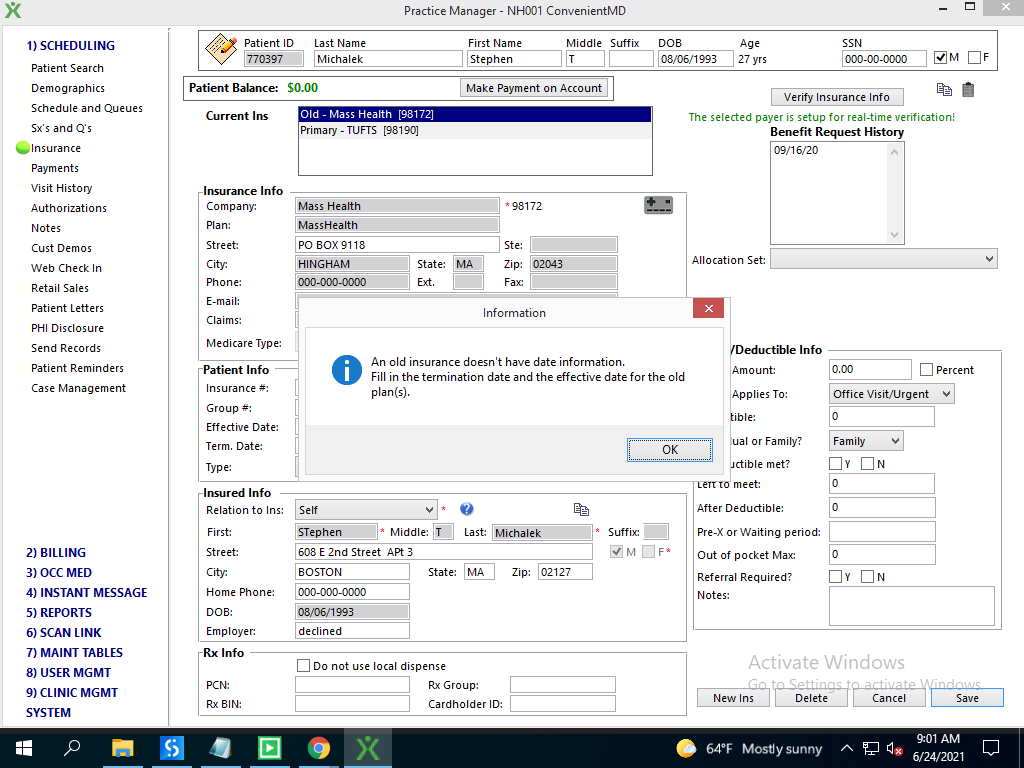 Practice Manager - NH001 ConvenientMD
1) SCHEDULING
Patient Search
Demographics
Schedule and Queues
Sx's and Q's
Insurance
Payments
Visit History
Authorizations
Notes
Cust Demos
Web Check In
Retail Sales
Patient Letters
PHI Disclosure
Send Records
Patient Reminders
Case Management
2) BILLING
3) OCC MED
4) INSTANT MESSAGE
5) REPORTS
6) SCAN LINK
7) MAINT TABLES
8) USER MGMT
9) CLINIC MGMT
SYSTEM
Patient ID Last Name First Name Middle Suffix DOB Age SSN
770397 Michalek Stephen T 08/06/1993 27 yrs 000-00-0000 M F
Patient Balance: $0.00 Make Payment on Account
Current Ins
Old - Mass Health [98172]
Primary - TUFTS [98190]
Verify Insurance Info
The selected payer is setup for real-time verification!
Benefit Request History
09/16/20
Allocation Set:
Insurance Info
Company: Mass Health * 98172
Plan: MassHealth
Street: PO BOX 9118 Ste:
City: HINGHAM State: MA Zip: 02043
Phone: 000-000-0000 Ext. Fax:
E-mail:
Claims:
Medicare Type:
Information
An old insurance doesn't have date information.
Fill in the termination date and the effective date for the old
plan(s).
OK
Patient Info
Insurance #:
Group #:
Effective Date:
Term. Date:
Type:
/Deductible Info
Amount: 0.00 Percent
Applies To: Office Visit/Urgent
tible: 0
ual or Family? Family
uctible met? Y N
Left to meet: 0
After Deductible: 0
Pre-X or Waiting period:
Out of pocket Max: 0
Referral Required? Y N
Notes:
Insured Info
Relation to Ins: Self * ?
First: STephen * Middle: T Last: Michalek * Suffix:
Street: 608 E 2nd Street APt 3 M F *
City: BOSTON State: MA Zip: 02127
Home Phone: 000-000-0000
DOB: 08/06/1993
Employer: declined
Rx Info
Do not use local dispense
PCN: Rx Group:
Rx BIN: Cardholder ID:
Activate Windows
Go to Settings to activate Windows.
New Ins Delete Cancel Save
64°F Mostly sunny
9:01 AM
6/24/2021